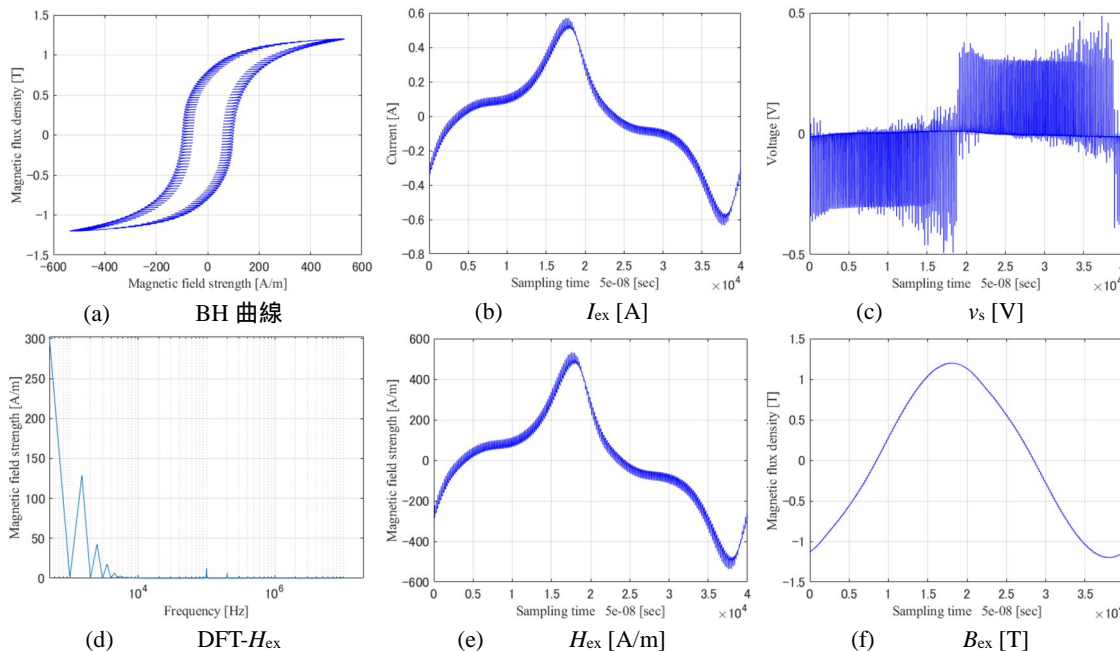 1.5
1
0.5
0
−0.5
−1
−1.5
Magnetic flux density [T]
−600 −400 −200 0 200 400 600
Magnetic field strength [A/m]
(a) BH 曲線
0.8
0.6
0.4
0.2
0
−0.2
−0.4
−0.6
0.8
Current [A]
0 0.5 1 1.5 2 2.5 3 3.5 4
Sampling time 5e-08 [sec] ×10⁴
(b) Iex [A]
0.5
0
−0.5
Voltage [V]
0 0.5 1 1.5 2 2.5 3 3.5 4
Sampling time 5e-08 [sec] ×10⁴
(c) vs [V]
300
250
200
150
100
50
0
Magnetic field strength [A/m]
10⁴ 10⁶
Frequency [Hz]
(d) DFT-Hex
600
400
200
0
−200
−400
−600
Magnetic field strength [A/m]
0 0.5 1 1.5 2 2.5 3 3.5 4
Sampling time 5e-08 [sec] ×10⁴
(e) Hex [A/m]
1.5
1
0.5
0
−0.5
−1
−1.5
Magnetic flux density [T]
0 0.5 1 1.5 2 2.5 3 3.5
Sampling time 5e-08 [sec]
(f) Bex [T]